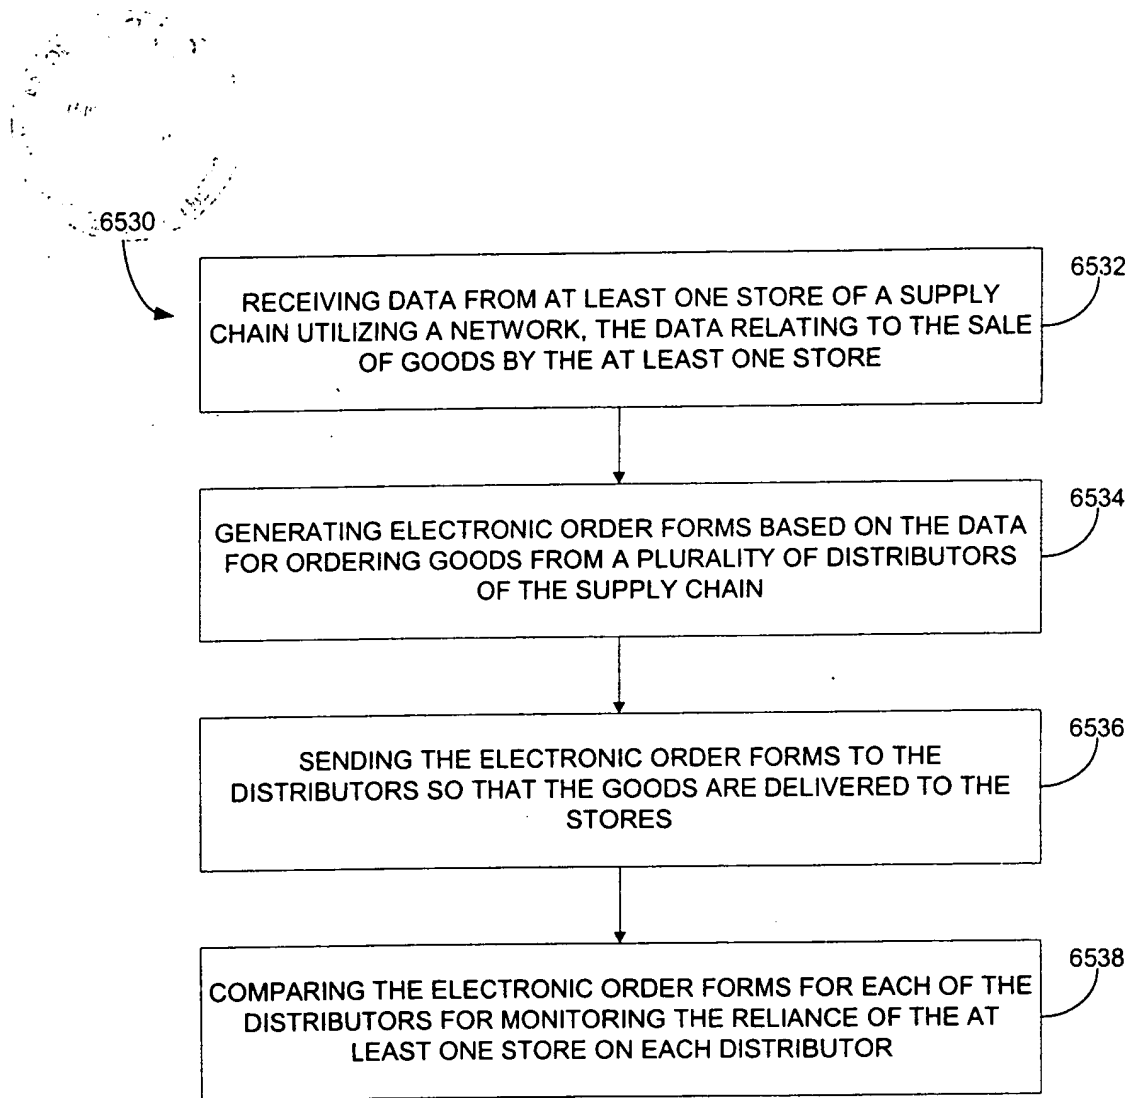 6530
6532
RECEIVING DATA FROM AT LEAST ONE STORE OF A SUPPLY
CHAIN UTILIZING A NETWORK, THE DATA RELATING TO THE SALE
OF GOODS BY THE AT LEAST ONE STORE
6534
GENERATING ELECTRONIC ORDER FORMS BASED ON THE DATA
FOR ORDERING GOODS FROM A PLURALITY OF DISTRIBUTORS
OF THE SUPPLY CHAIN
6536
SENDING THE ELECTRONIC ORDER FORMS TO THE
DISTRIBUTORS SO THAT THE GOODS ARE DELIVERED TO THE
STORES
6538
COMPARING THE ELECTRONIC ORDER FORMS FOR EACH OF THE
DISTRIBUTORS FOR MONITORING THE RELIANCE OF THE AT
LEAST ONE STORE ON EACH DISTRIBUTOR